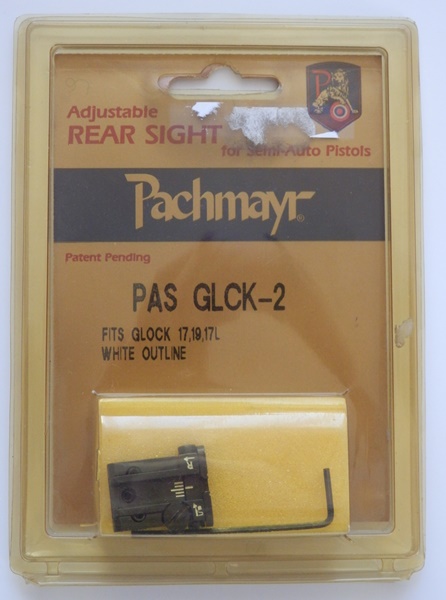 Adjustable
REAR SIGHT
for Semi-Auto Pistols
P
Pachmayr®
Patent Pending
PAS GLCK-2
FITS GLOCK 17,19,17L
WHITE OUTLINE